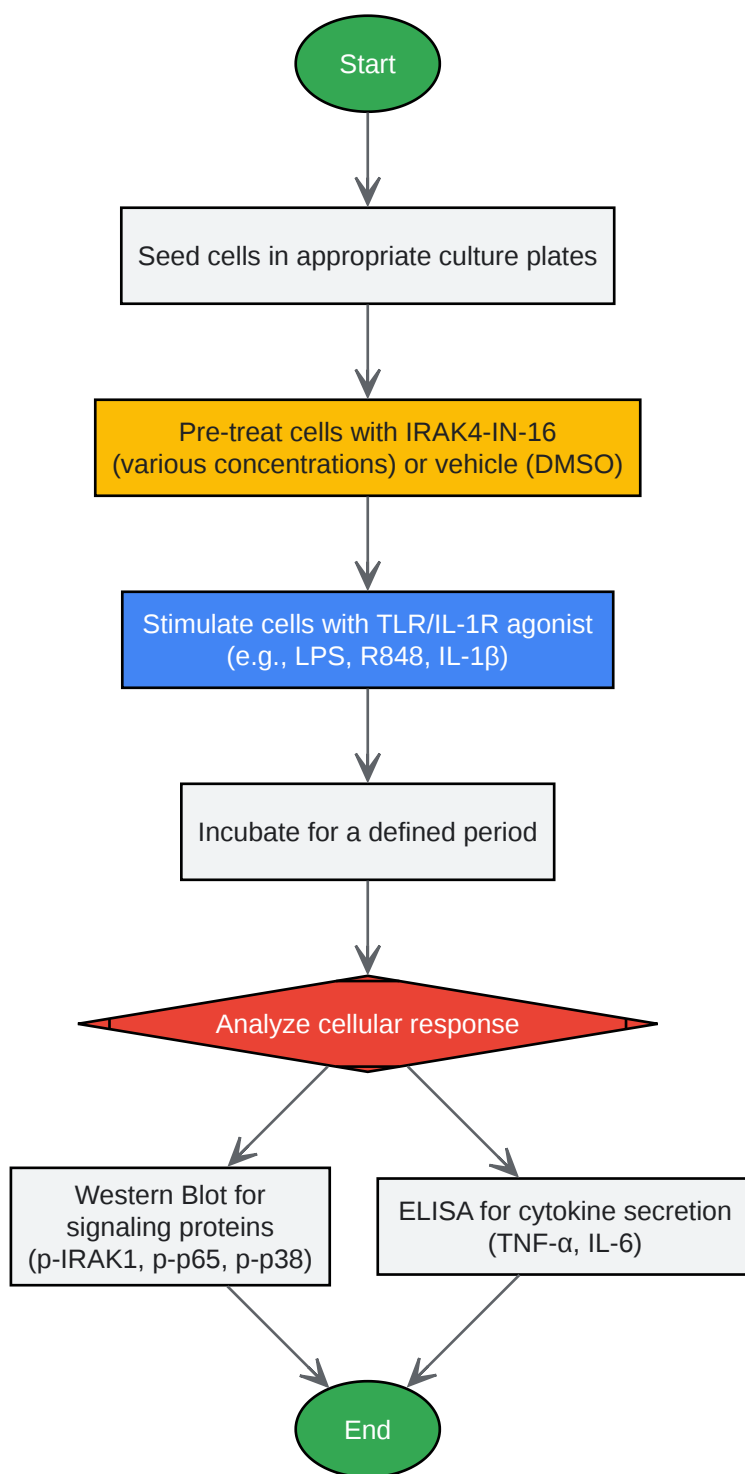 Start
Seed cells in appropriate culture plates
Pre-treat cells with IRAK4-IN-16
(various concentrations) or vehicle (DMSO)
Stimulate cells with TLR/IL-1R agonist
(e.g., LPS, R848, IL-1β)
Incubate for a defined period
Analyze cellular response
Western Blot for
signaling proteins
(p-IRAK1, p-p65, p-p38)
ELISA for cytokine secretion
(TNF-α, IL-6)
End